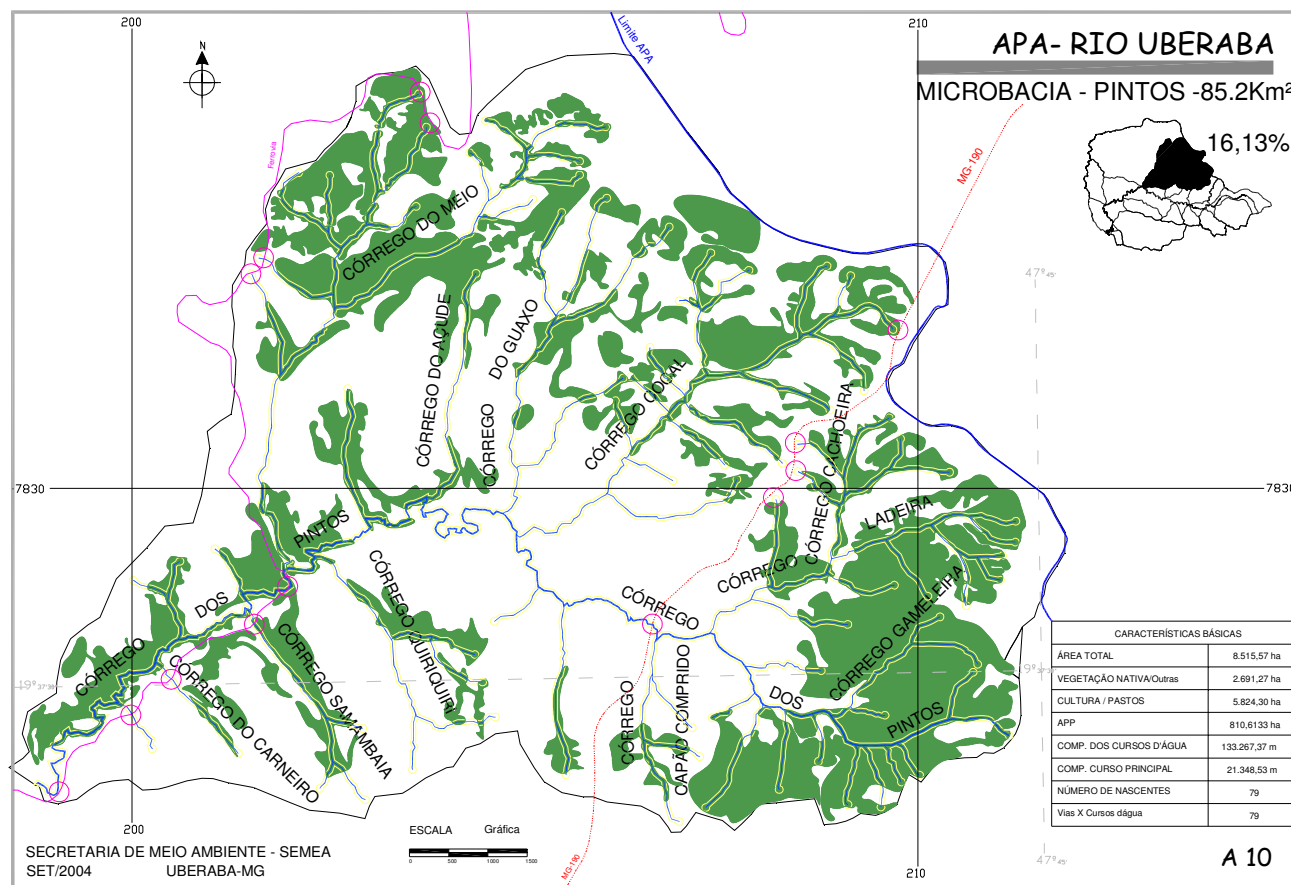 200
210
Limite APA
N
APA- RIO UBERABA
MICROBACIA - PINTOS -85.2Km²
16,13%
MG-190
Ferrovia
47º45'
CÓRREGO DO MEIO
CÓRREGO DO AÇUDE
CÓRREGO DO GUAXO
CÓRREGO COCAL
CÓRREGO CACHOEIRA
7830
7830
CÓRREGO LADEIRA
CÓRREGO GAMELEIRA
CÓRREGO DOS PINTOS
CÓRREGO DOS PINTOS
CÓRREGO QUIRIQUIRI
CÓRREGO SAMAMBAIA
CÓRREGO DO CARNEIRO
CÓRREGO CAPÃO COMPRIDO
CARACTERÍSTICAS BÁSICAS
ÁREA TOTAL 8.515,57 ha
VEGETAÇÃO NATIVA/Outras 2.691,27 ha
CULTURA / PASTOS 5.824,30 ha
APP 810,6133 ha
COMP. DOS CURSOS D'ÁGUA 133.267,37 m
COMP. CURSO PRINCIPAL 21.348,53 m
NÚMERO DE NASCENTES 79
Vias X Cursos dágua 79
200
210
MG-190
47º45'
ESCALA Gráfica
0 500 1000 1500
SECRETARIA DE MEIO AMBIENTE - SEMEA
SET/2004 UBERABA-MG
A 10